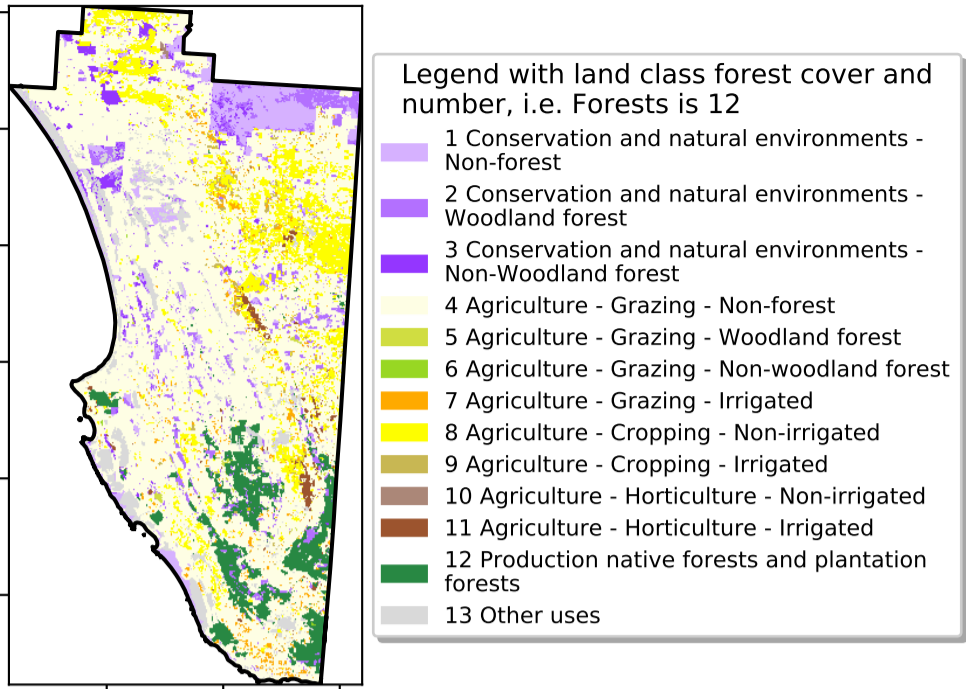 Legend with land class forest cover and
number, i.e. Forests is 12
1 Conservation and natural environments -
Non-forest
2 Conservation and natural environments -
Woodland forest
3 Conservation and natural environments -
Non-Woodland forest
4 Agriculture - Grazing - Non-forest
5 Agriculture - Grazing - Woodland forest
6 Agriculture - Grazing - Non-woodland forest
7 Agriculture - Grazing - Irrigated
8 Agriculture - Cropping - Non-irrigated
9 Agriculture - Cropping - Irrigated
10 Agriculture - Horticulture - Non-irrigated
11 Agriculture - Horticulture - Irrigated
12 Production native forests and plantation
forests
13 Other uses